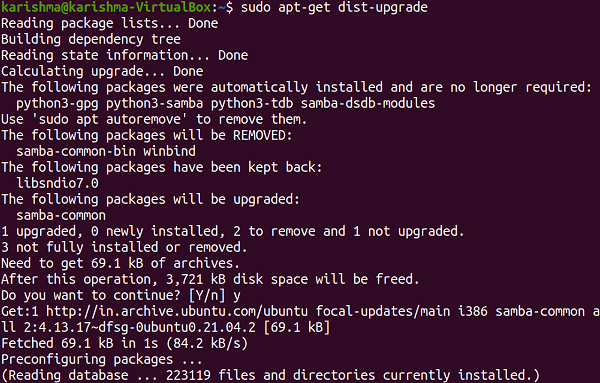 karishma@karishma-VirtualBox:~$ sudo apt-get dist-upgrade
Reading package lists... Done
Building dependency tree
Reading state information... Done
Calculating upgrade... Done
The following packages were automatically installed and are no longer required:
  python3-gpg python3-samba python3-tdb samba-dsdb-modules
Use 'sudo apt autoremove' to remove them.
The following packages will be REMOVED:
  samba-common-bin winbind
The following packages have been kept back:
  libsndio7.0
The following packages will be upgraded:
  samba-common
1 upgraded, 0 newly installed, 2 to remove and 1 not upgraded.
3 not fully installed or removed.
Need to get 69.1 kB of archives.
After this operation, 3,721 kB disk space will be freed.
Do you want to continue? [Y/n] y
Get:1 http://in.archive.ubuntu.com/ubuntu focal-updates/main i386 samba-common a
ll 2:4.13.17~dfsg-0ubuntu0.21.04.2 [69.1 kB]
Fetched 69.1 kB in 1s (84.2 kB/s)
Preconfiguring packages ...
(Reading database ... 223119 files and directories currently installed.)